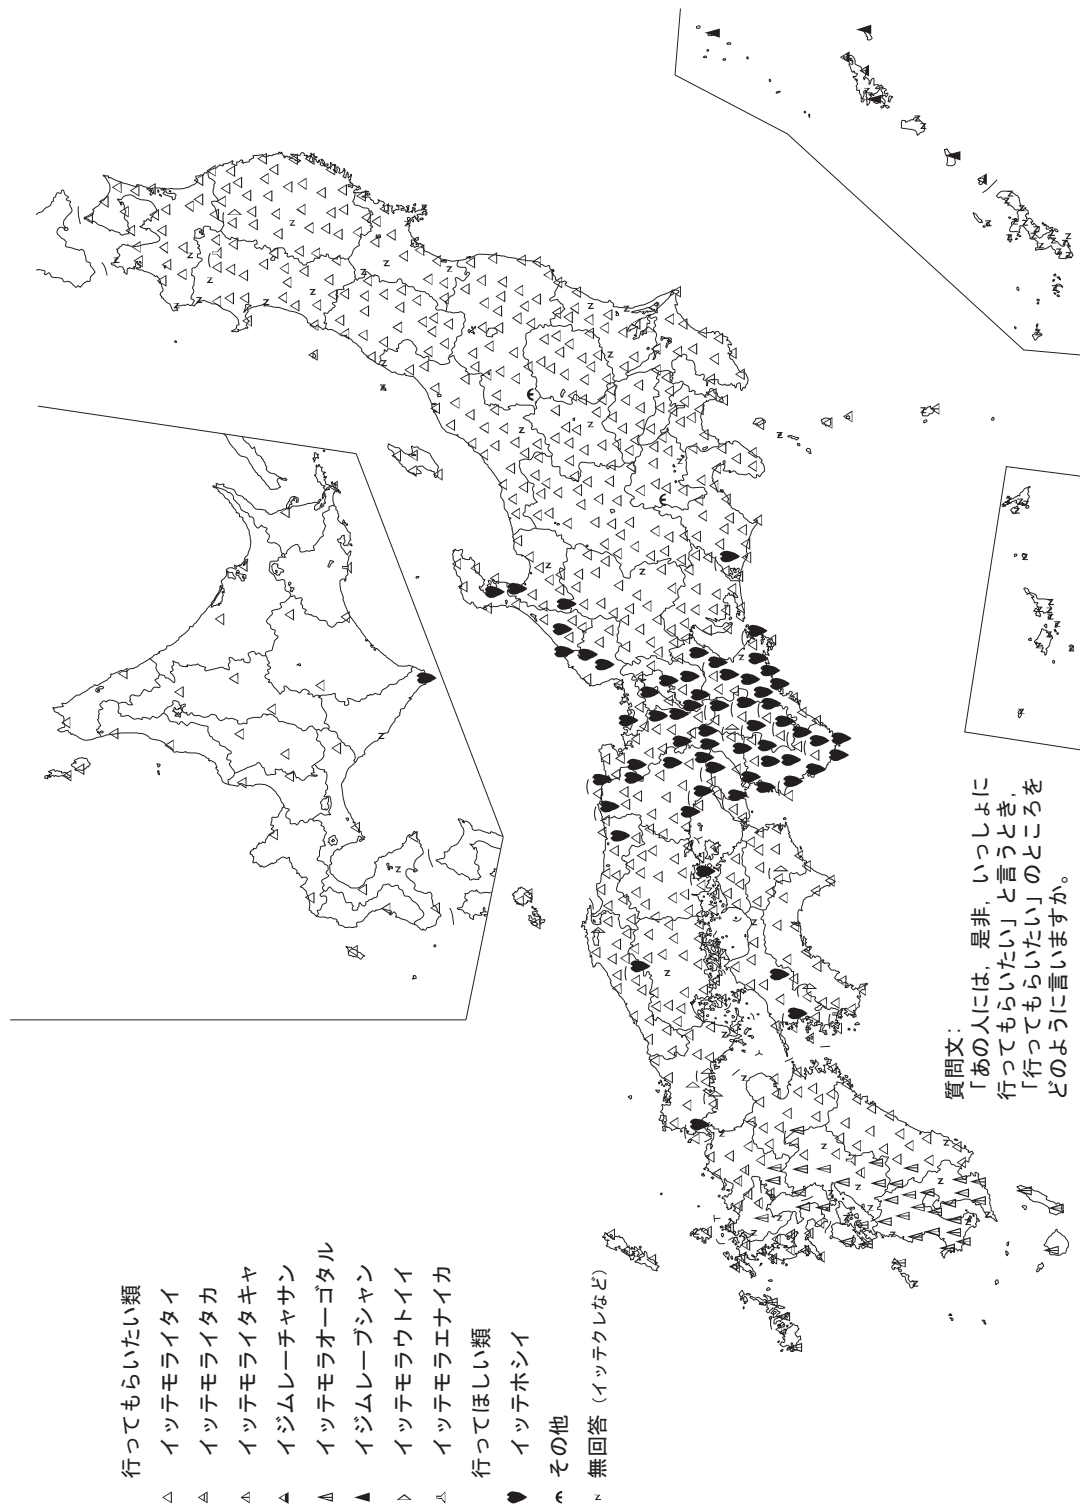 行ってもらいたい類
イッテモライタイ
イッテモライタカ
イッテモライタキャ
イジムレーチャサン
イッテモラオーゴタル
イジムレーブシャン
イッテモラウトイイ
イッテモラエナイカ
行ってほしい類
イッテホシイ
その他
無回答（イッテクレなど）
質問文：
「あの人には，是非，いっしょに
行ってもらいたい」と言うとき，
「行ってもらいたい」のところを
どのように言いますか。